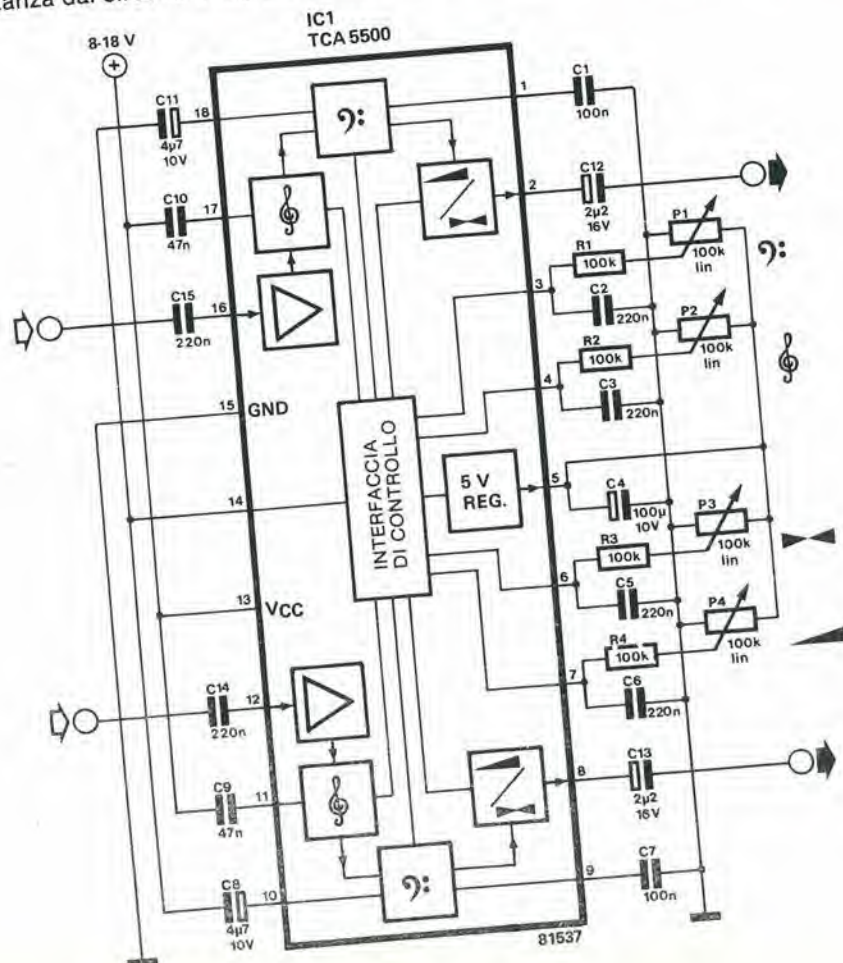 IC1
TCA 5500
8-18 V
+
C11
4µ7
10V
18
1
C1
100n
C10
47n
17
2
C12
2µ2
16V
C15
220n
16
3
R1
100k
P1
100k
lin
C2
220n
4
R2
100k
P2
100k
lin
C3
220n
15
GND
INTERFACCIA
DI CONTROLLO
5 V
REG.
5
C4
100µ
10V
14
6
R3
100k
P3
100k
lin
C5
220n
13
VCC
7
R4
100k
P4
100k
lin
C6
220n
C14
220n
12
8
C13
2µ2
16V
C9
47n
11
9
C7
100n
C8
4µ7
10V
10
81537